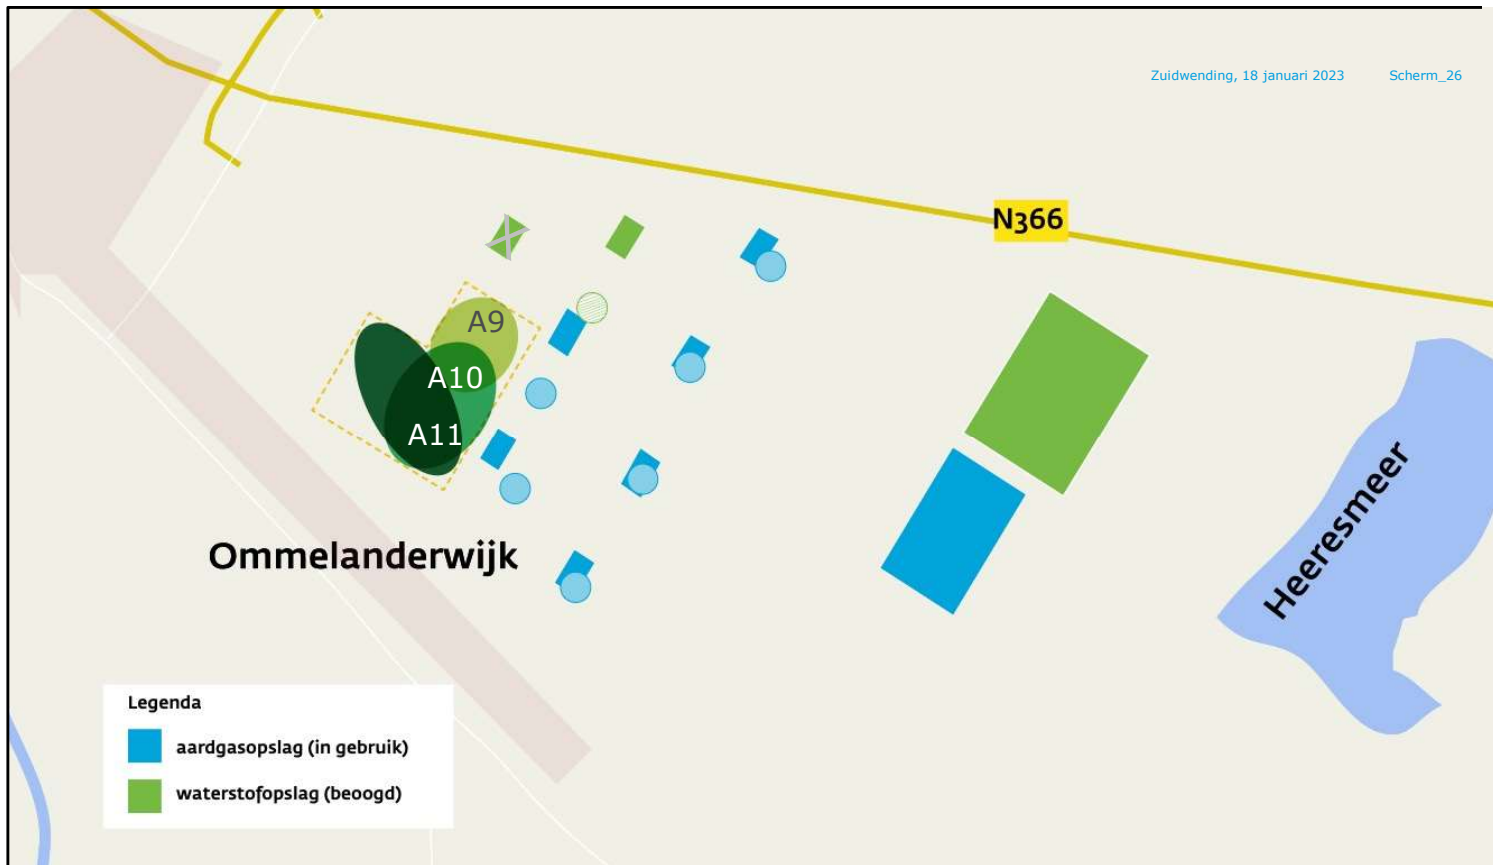 Zuidwending, 18 januari 2023 Scherm_26
N366
A9
A10
A11
Ommelanderwijk
Heeresmeer
Legenda
aardgasopslag (in gebruik)
waterstofopslag (beoogd)